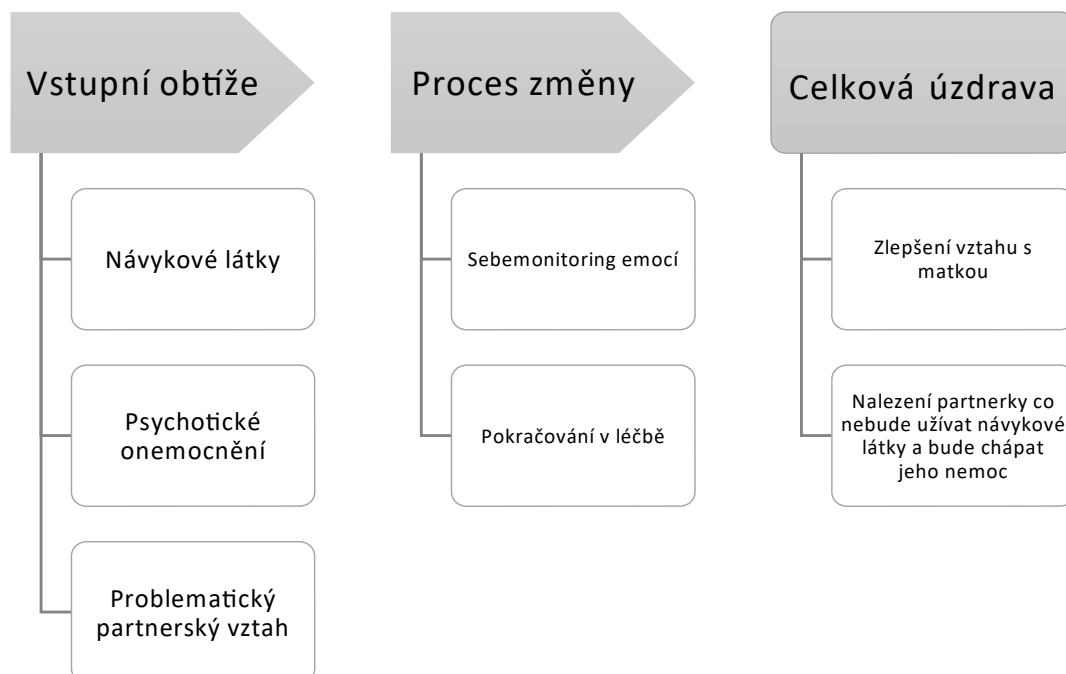 Vstupní obtíže
Návykové látky
Psychotické
onemocnění
Problematický
partnerský vztah
Proces změny
Sebemonitoring emocí
Pokračování v léčbě
Celková úzdrava
Zlepšení vztahu s
matkou
Nalezení partnerky co
nebude užívat návykové
látky a bude chápat
jeho nemoc